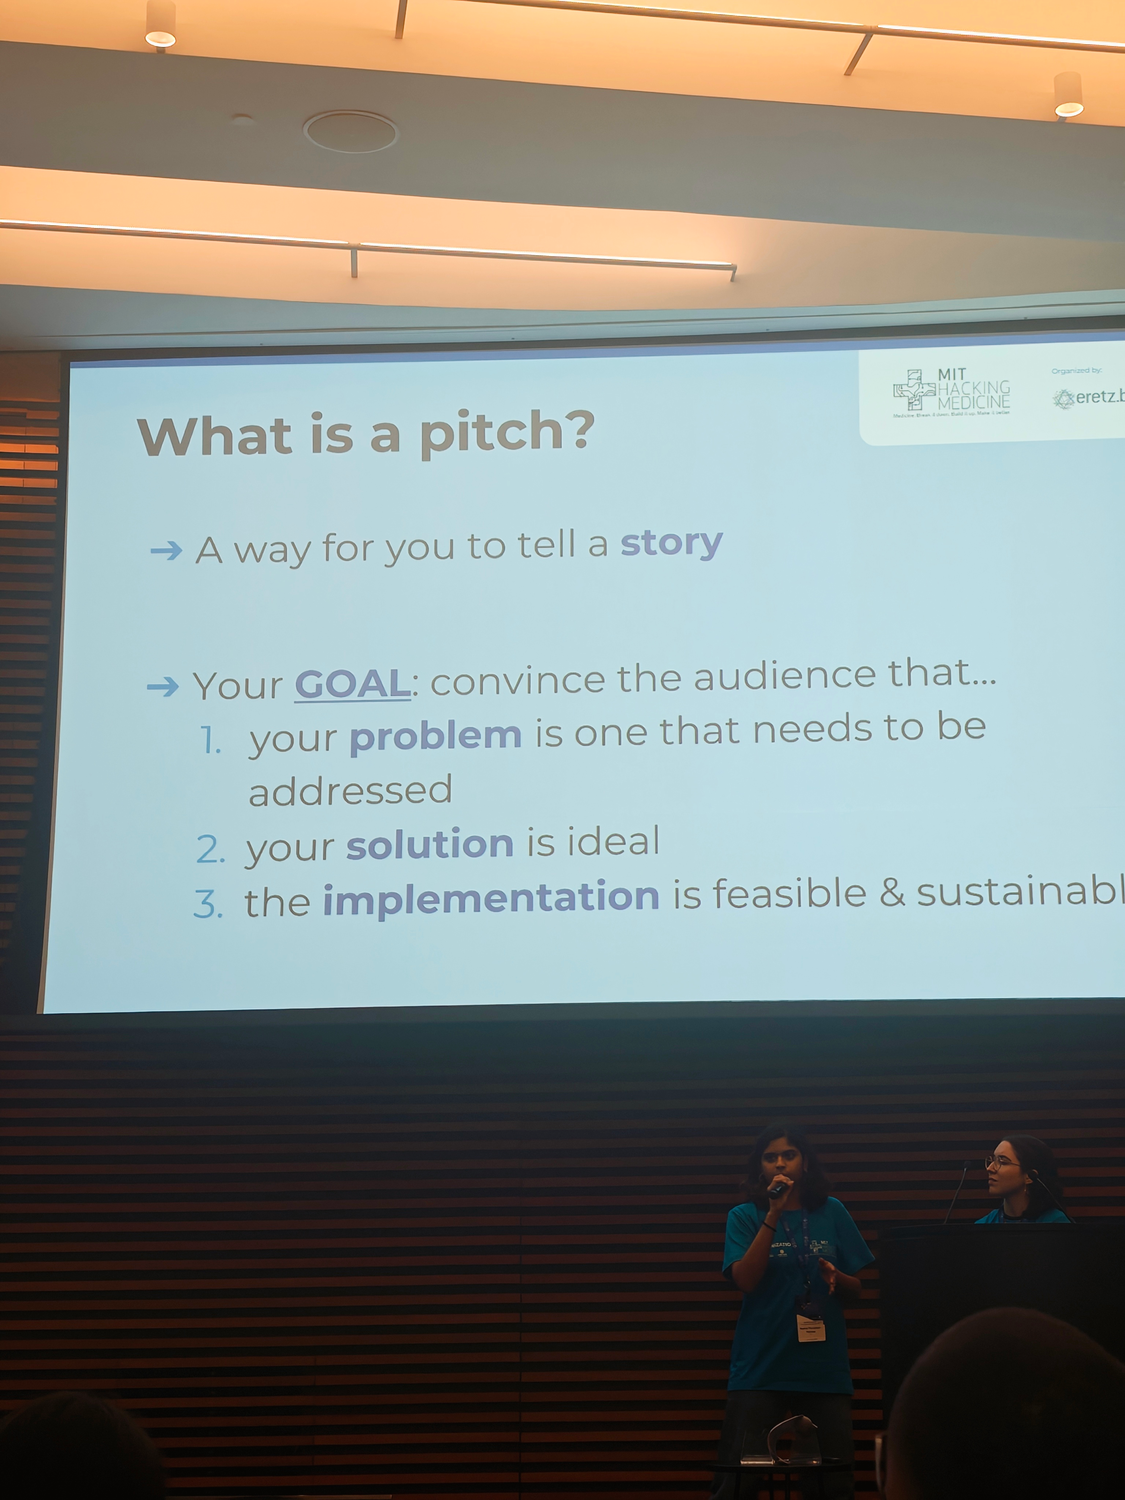 MIT
HACKING
MEDICINE
Organized by:
eretz.b
What is a pitch?
➔ A way for you to tell a story
➔ Your GOAL: convince the audience that...
1. your problem is one that needs to be
addressed
2. your solution is ideal
3. the implementation is feasible & sustainabl